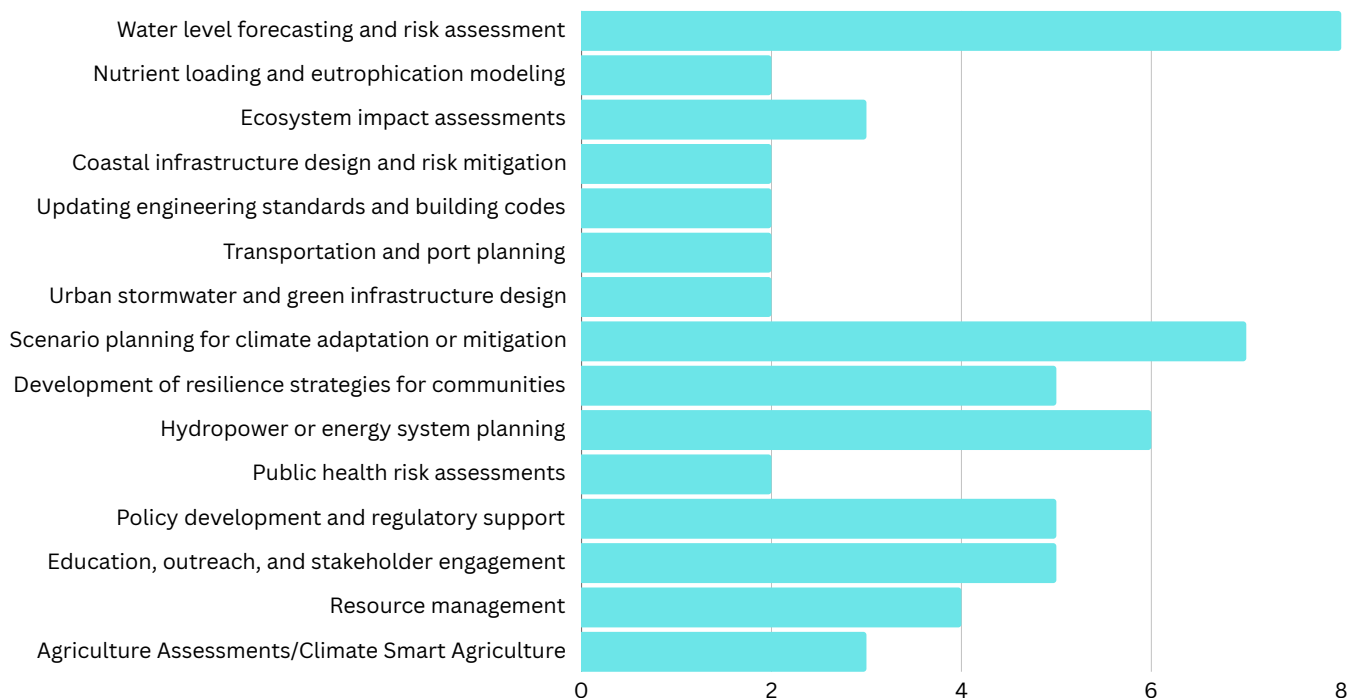 Water level forecasting and risk assessment
Nutrient loading and eutrophication modeling
Ecosystem impact assessments
Coastal infrastructure design and risk mitigation
Updating engineering standards and building codes
Transportation and port planning
Urban stormwater and green infrastructure design
Scenario planning for climate adaptation or mitigation
Development of resilience strategies for communities
Hydropower or energy system planning
Public health risk assessments
Policy development and regulatory support
Education, outreach, and stakeholder engagement
Resource management
Agriculture Assessments/Climate Smart Agriculture
0 2 4 6 8